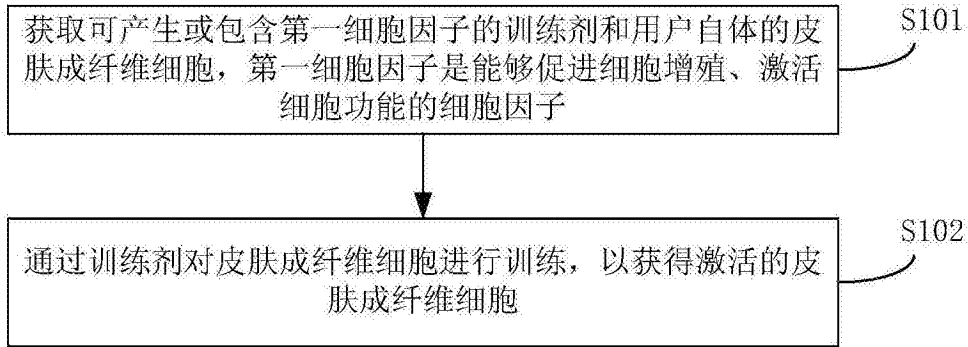 获取可产生或包含第一细胞因子的训练剂和用户自体的皮
肤成纤维细胞，第一细胞因子是能够促进细胞增殖、激活
细胞功能的细胞因子
S101
通过训练剂对皮肤成纤维细胞进行训练，以获得激活的皮
肤成纤维细胞
S102